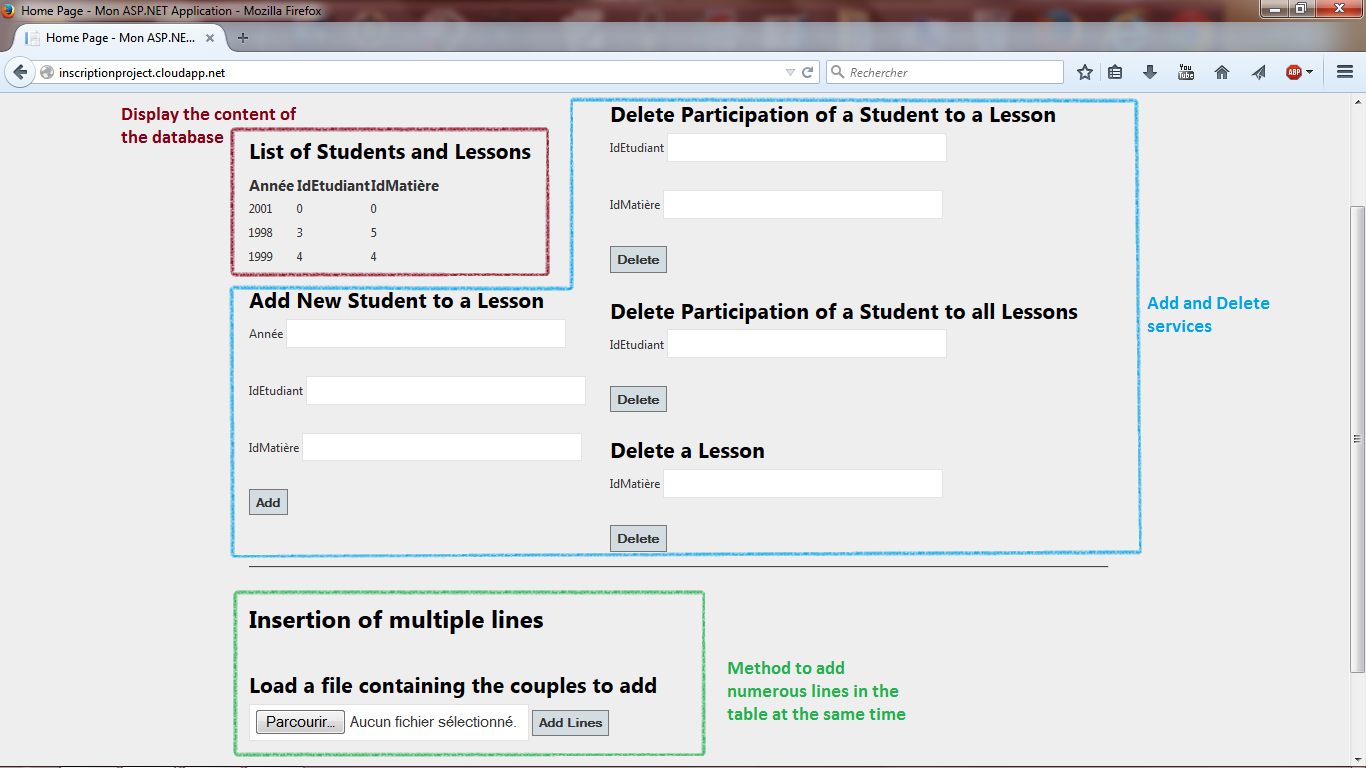 Home Page - Mon ASP.NET Application - Mozilla Firefox
Home Page - Mon ASP.NE...
inscriptionproject.cloudapp.net
Rechercher
You
Tube
ABP
Display the content of
the database
List of Students and Lessons
Année IdEtudiant IdMatière
2001 0 0
1998 3 5
1999 4 4
Add New Student to a Lesson
Année
IdEtudiant
IdMatière
Add
Delete Participation of a Student to a Lesson
IdEtudiant
IdMatière
Delete
Delete Participation of a Student to all Lessons
IdEtudiant
Delete
Delete a Lesson
IdMatière
Delete
Add and Delete
services
Insertion of multiple lines
Load a file containing the couples to add
Parcourir... Aucun fichier sélectionné. Add Lines
Method to add
numerous lines in the
table at the same time